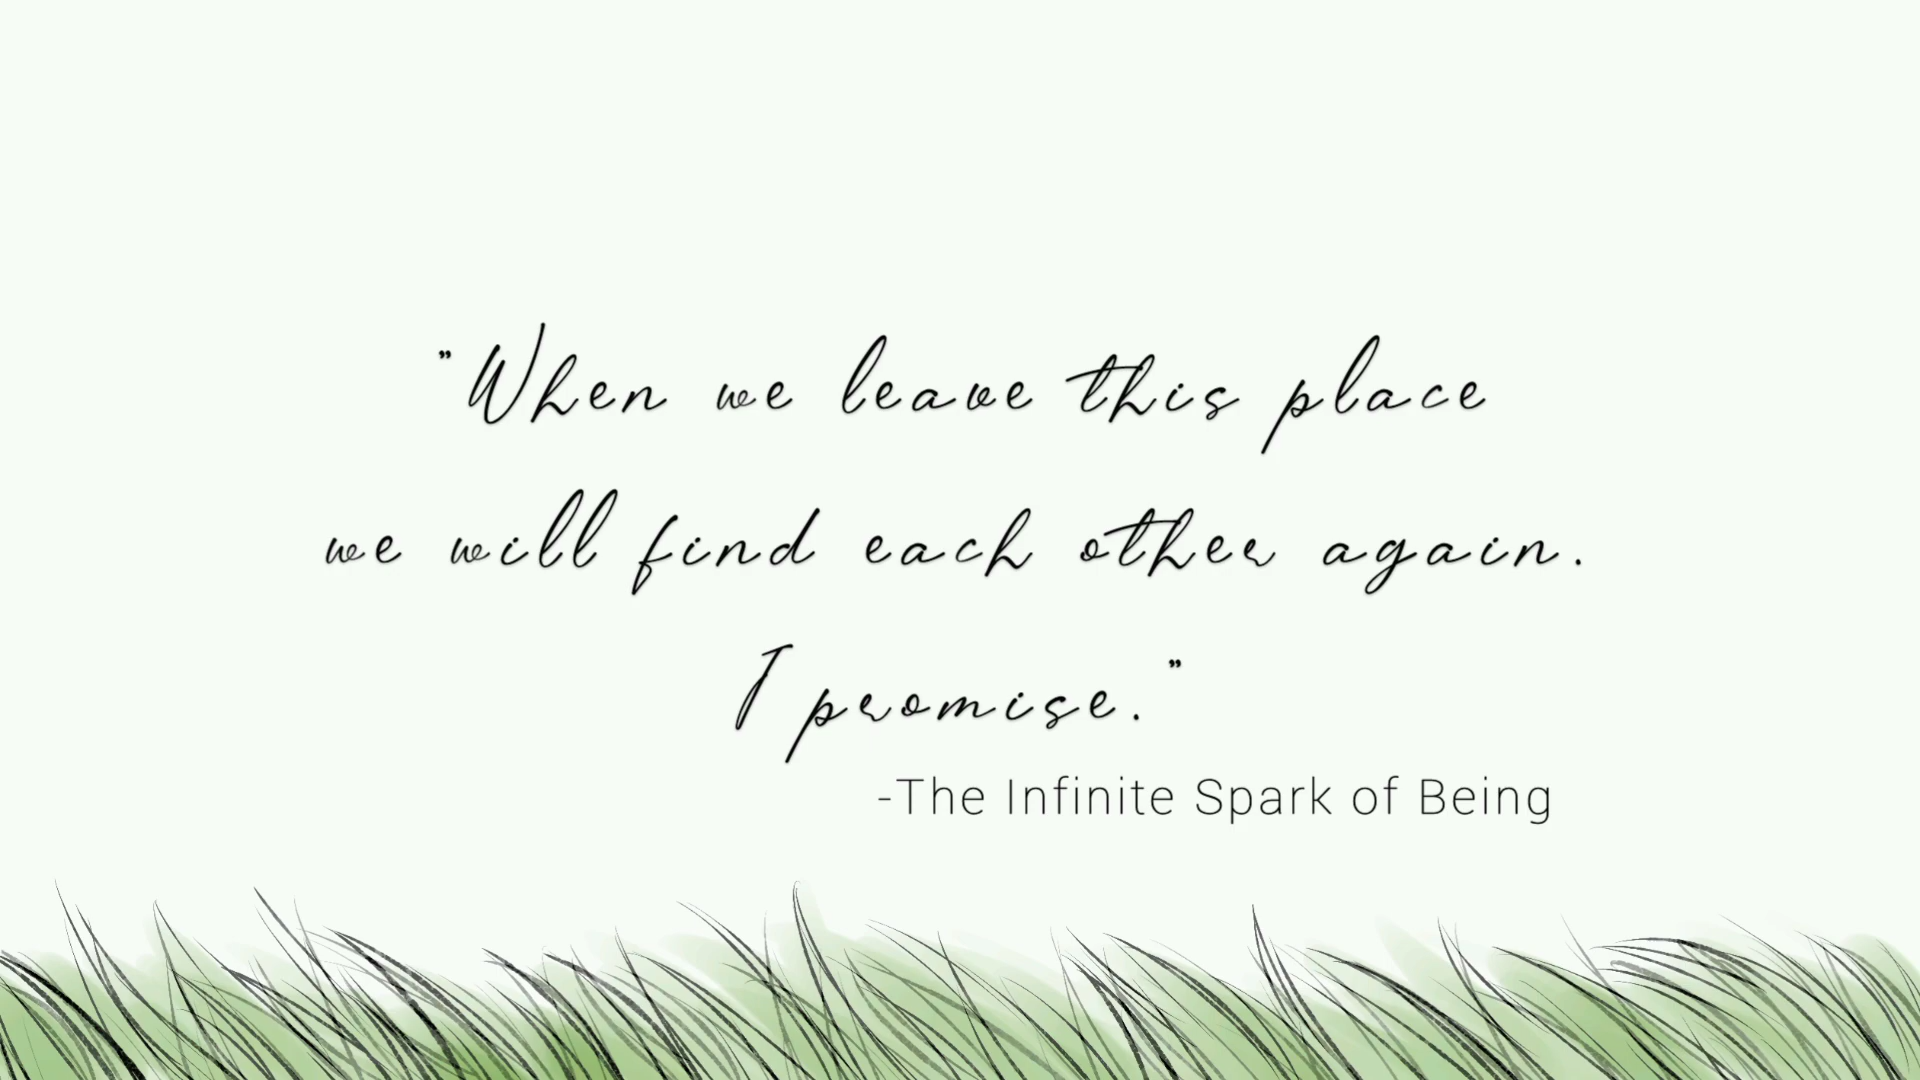 "When we leave this place
we will find each other again.
I promise."
-The Infinite Spark of Being